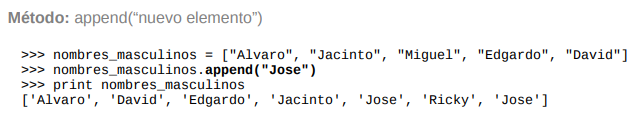 Método: append(“nuevo elemento”)
>>> nombres_masculinos = ["Alvaro", "Jacinto", "Miguel", "Edgardo", "David"]
>>> nombres_masculinos.append("Jose")
>>> print nombres_masculinos
['Alvaro', 'David', 'Edgardo', 'Jacinto', 'Jose', 'Ricky', 'Jose']